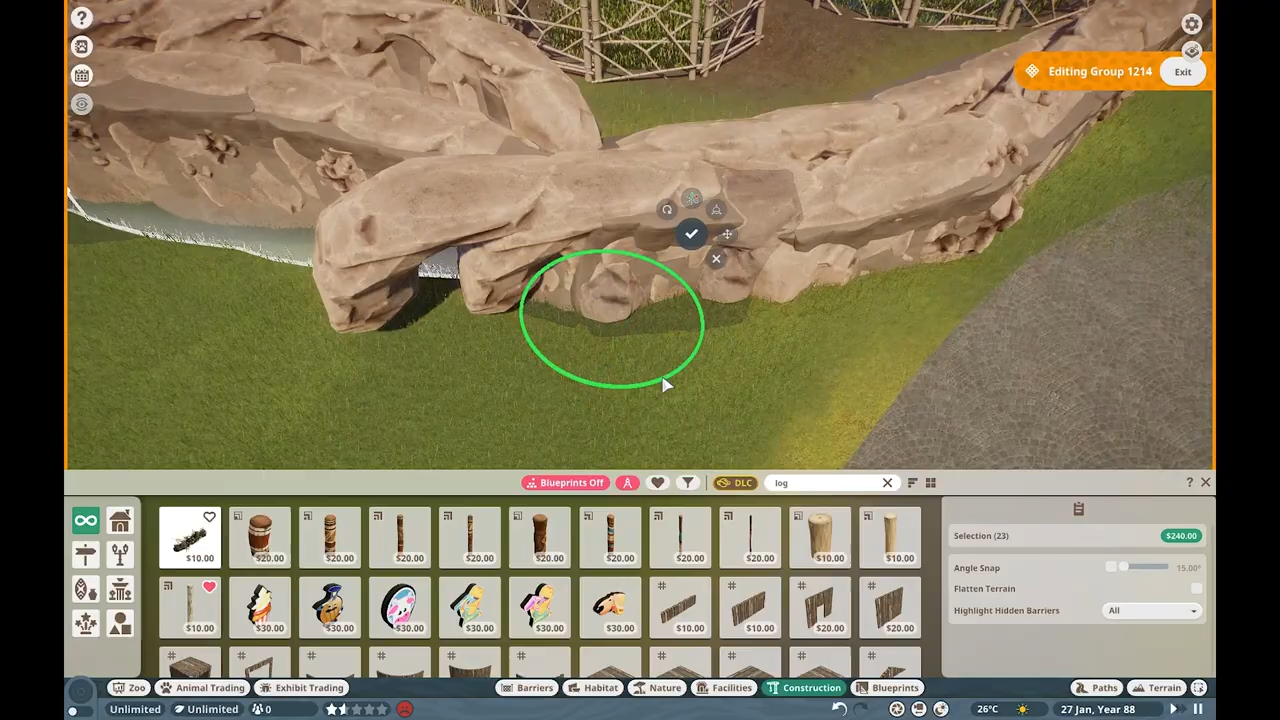 ?
Editing Group 1214
Exit
Blueprints Off
DLC
log
?
$10.00
$20.00
$20.00
$20.00
$20.00
$20.00
$20.00
$20.00
$20.00
$10.00
$10.00
Selection (23)
$240.00
Angle Snap
15.00°
Flatten Terrain
Highlight Hidden Barriers
All
$10.00
$30.00
$30.00
$30.00
$30.00
$30.00
$30.00
$10.00
$10.00
$20.00
$20.00
Zoo
Animal Trading
Exhibit Trading
Barriers
Habitat
Nature
Facilities
Construction
Blueprints
Paths
Terrain
Unlimited
Unlimited
0
26°C
27 Jan, Year 88